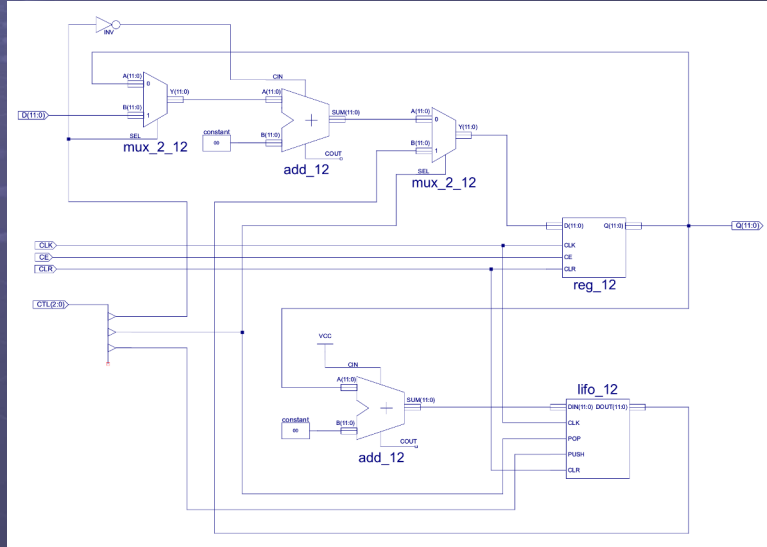 INV
CIN
A(11:0)
0
Y(11:0)
B(11:0)
1
SEL
mux_2_12
D(11:0)
A(11:0)
SUM(11:0)
constant
00
B(11:0)
COUT
add_12
A(11:0)
0
Y(11:0)
B(11:0)
1
SEL
mux_2_12
D(11:0)
Q(11:0)
CLK
CE
CLR
reg_12
Q(11:0)
CLK
CE
CLR
CTL(2:0)
VCC
CIN
A(11:0)
SUM(11:0)
constant
00
B(11:0)
COUT
add_12
lifo_12
DIN(11:0)
DOUT(11:0)
CLK
POP
PUSH
CLR